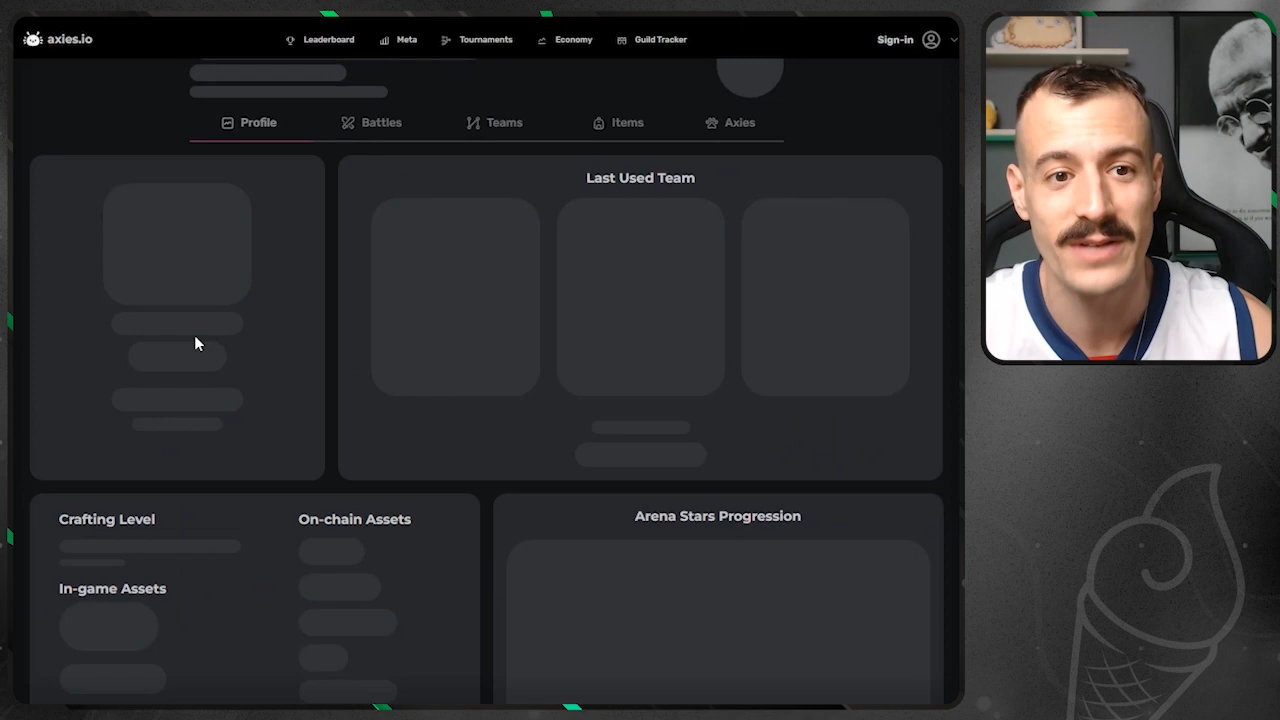 axies.io
Leaderboard
Meta
Tournaments
Economy
Guild Tracker
Sign-in
Profile
Battles
Teams
Items
Axies
Last Used Team
Crafting Level
On-chain Assets
Arena Stars Progression
In-game Assets